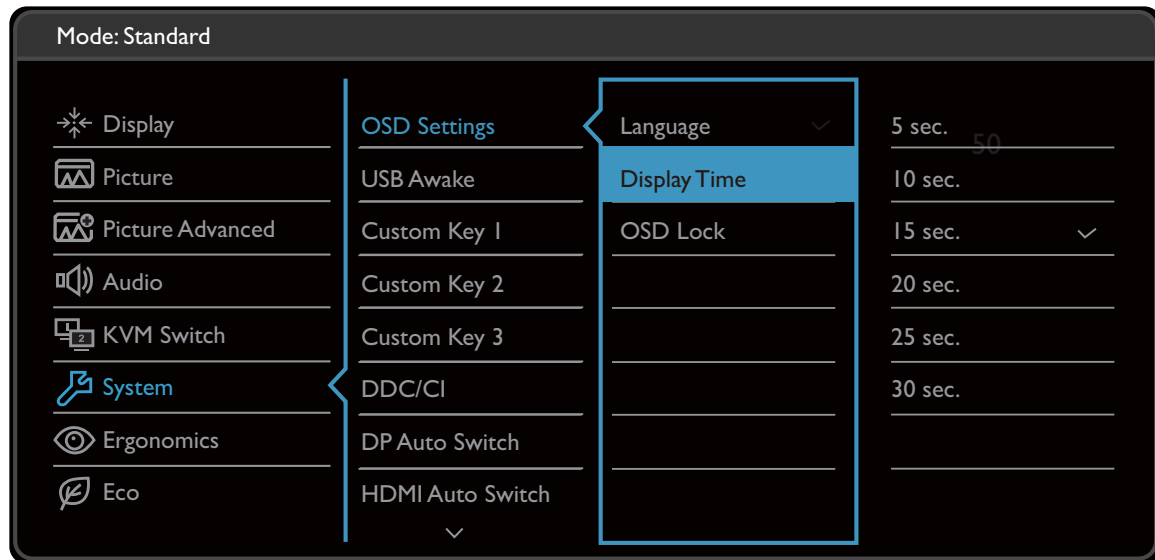 Mode: Standard
Display
Picture
Picture Advanced
Audio
KVM Switch
System
Ergonomics
Eco
OSD Settings
USB Awake
Custom Key 1
Custom Key 2
Custom Key 3
DDC/CI
DP Auto Switch
HDMI Auto Switch
Language
Display Time
OSD Lock
5 sec.
50
10 sec.
15 sec.
20 sec.
25 sec.
30 sec.
1
2